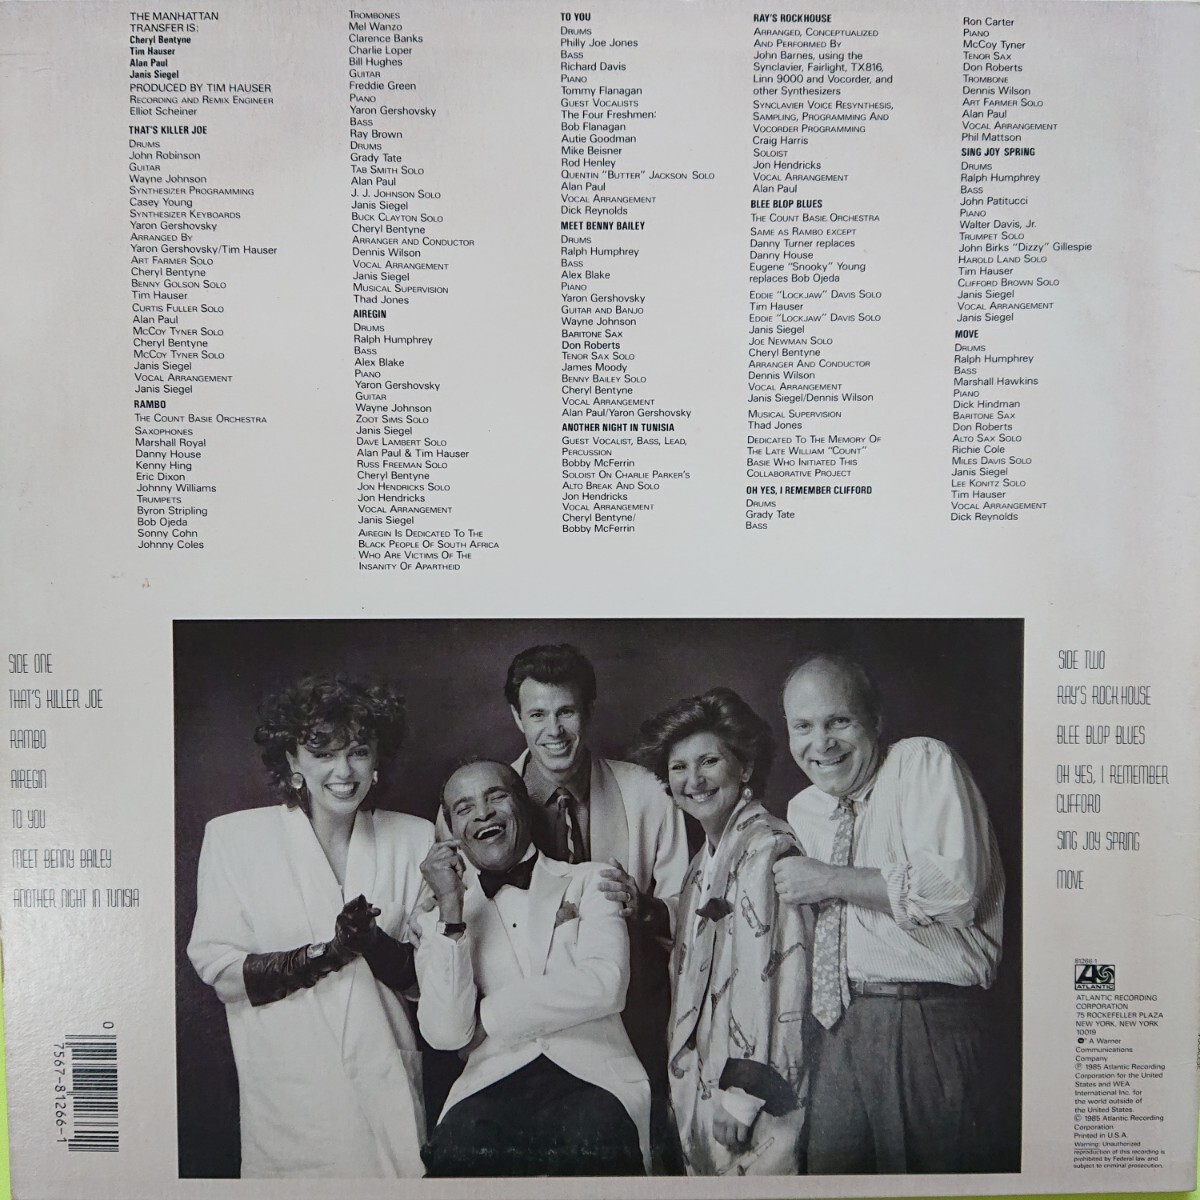 THE MANHATTAN
TRANSFER IS:
Cheryl Bentyne
Tim Hauser
Alan Paul
Janis Siegel
PRODUCED BY TIM HAUSER
RECORDING AND REMIX ENGINEER
Elliot Scheiner
THAT'S KILLER JOE
DRUMS
John Robinson
GUITAR
Wayne Johnson
SYNTHESIZER PROGRAMMING
Casey Young
SYNTHESIZER KEYBOARDS
Yaron Gershovsky
ARRANGED BY
Yaron Gershovsky/Tim Hauser
ART FARMER SOLO
Cheryl Bentyne
BENNY GOLSON SOLO
Tim Hauser
CURTIS FULLER SOLO
Alan Paul
MCCOY TYNER SOLO
Cheryl Bentyne
MCCOY TYNER SOLO
Janis Siegel
VOCAL ARRANGEMENT
Janis Siegel
RAMBO
THE COUNT BASIE ORCHESTRA
SAXOPHONES
Marshall Royal
Danny House
Kenny Hing
Eric Dixon
Johnny Williams
TRUMPETS
Byron Stripling
Bob Ojeda
Sonny Cohn
Johnny Coles
TROMBONES
Mel Wanzo
Clarence Banks
Charlie Loper
Bill Hughes
GUITAR
Freddie Green
PIANO
Yaron Gershovsky
BASS
Ray Brown
DRUMS
Grady Tate
TAB SMITH SOLO
Alan Paul
J. J. JOHNSON SOLO
Janis Siegel
BUCK CLAYTON SOLO
Cheryl Bentyne
ARRANGER AND CONDUCTOR
Dennis Wilson
VOCAL ARRANGEMENT
Janis Siegel
MUSICAL SUPERVISION
Thad Jones
AIREGIN
DRUMS
Ralph Humphrey
BASS
Alex Blake
PIANO
Yaron Gershovsky
GUITAR
Wayne Johnson
ZOOT SIMS SOLO
Janis Siegel
DAVE LAMBERT SOLO
Alan Paul & Tim Hauser
RUSS FREEMAN SOLO
Cheryl Bentyne
JON HENDRICKS SOLO
Jon Hendricks
VOCAL ARRANGEMENT
Janis Siegel
AIREGIN IS DEDICATED TO THE
BLACK PEOPLE OF SOUTH AFRICA
WHO ARE VICTIMS OF THE
INSANITY OF APARTHEID
TO YOU
DRUMS
Philly Joe Jones
BASS
Richard Davis
PIANO
Tommy Flanagan
GUEST VOCALISTS
The Four Freshmen:
Bob Flanagan
Autie Goodman
Mike Beisner
Rod Henley
QUENTIN "BUTTER" JACKSON SOLO
Alan Paul
VOCAL ARRANGEMENT
Dick Reynolds
MEET BENNY BAILEY
DRUMS
Ralph Humphrey
BASS
Alex Blake
PIANO
Yaron Gershovsky
GUITAR AND BANJO
Wayne Johnson
BARITONE SAX
Don Roberts
TENOR SAX SOLO
James Moody
BENNY BAILEY SOLO
Cheryl Bentyne
VOCAL ARRANGEMENT
Alan Paul/Yaron Gershovsky
ANOTHER NIGHT IN TUNISIA
GUEST VOCALIST, BASS, LEAD,
PERCUSSION
Bobby McFerrin
SOLOIST ON CHARLIE PARKER'S
ALTO BREAK AND SOLO
Jon Hendricks
VOCAL ARRANGEMENT
Cheryl Bentyne/
Bobby McFerrin
RAY'S ROCKHOUSE
ARRANGED, CONCEPTUALIZED
AND PERFORMED BY
John Barnes, using the
Synclavier, Fairlight, TX816,
Linn 9000 and Vocorder, and
other Synthesizers
SYNCLAVIER VOICE RESYNTHESIS,
SAMPLING, PROGRAMMING AND
VOCORDER PROGRAMMING
Craig Harris
SOLOIST
Jon Hendricks
VOCAL ARRANGEMENT
Alan Paul
BLEE BLOP BLUES
THE COUNT BASIE ORCHESTRA
SAME AS RAMBO EXCEPT
Danny Turner replaces
Danny House
Eugene "Snooky" Young
replaces Bob Ojeda
EDDIE "LOCKJAW" DAVIS SOLO
Tim Hauser
EDDIE "LOCKJAW" DAVIS SOLO
Janis Siegel
JOE NEWMAN SOLO
Cheryl Bentyne
ARRANGER AND CONDUCTOR
Dennis Wilson
VOCAL ARRANGEMENT
Janis Siegel/Dennis Wilson
MUSICAL SUPERVISION
Thad Jones
DEDICATED TO THE MEMORY OF
THE LATE WILLIAM "COUNT"
BASIE WHO INITIATED THIS
COLLABORATIVE PROJECT
OH YES, I REMEMBER CLIFFORD
DRUMS
Grady Tate
BASS
Ron Carter
PIANO
McCoy Tyner
TENOR SAX
Don Roberts
TROMBONE
Dennis Wilson
ART FARMER SOLO
Alan Paul
VOCAL ARRANGEMENT
Phil Mattson
SING JOY SPRING
DRUMS
Ralph Humphrey
BASS
John Patitucci
PIANO
Walter Davis, Jr.
TRUMPET SOLO
John Birks "Dizzy" Gillespie
HAROLD LAND SOLO
Tim Hauser
CLIFFORD BROWN SOLO
Janis Siegel
VOCAL ARRANGEMENT
Janis Siegel
MOVE
DRUMS
Ralph Humphrey
BASS
Marshall Hawkins
PIANO
Dick Hindman
BARITONE SAX
Don Roberts
ALTO SAX SOLO
Richie Cole
MILES DAVIS SOLO
Janis Siegel
LEE KONITZ SOLO
Tim Hauser
VOCAL ARRANGEMENT
Dick Reynolds
SIDE ONE
THAT'S KILLER JOE
RAMBO
AIREGIN
TO YOU
MEET BENNY BAILEY
ANOTHER NIGHT IN TUNISIA
SIDE TWO
RAY'S ROCKHOUSE
BLEE BLOP BLUES
OH YES, I REMEMBER
CLIFFORD
SING JOY SPRING
MOVE
0
7567-81266-1
81266-1
ATLANTIC
ATLANTIC RECORDING
CORPORATION
75 ROCKEFELLER PLAZA
NEW YORK, NEW YORK
10019
A Warner
Communications
Company
℗ 1985 Atlantic Recording
Corporation for the United
States and WEA
International Inc. for
the world outside of
the United States.
© 1985 Atlantic Recording
Corporation
Printed in U.S.A.
Warning: Unauthorized
reproduction of this recording is
prohibited by Federal law and
subject to criminal prosecution.